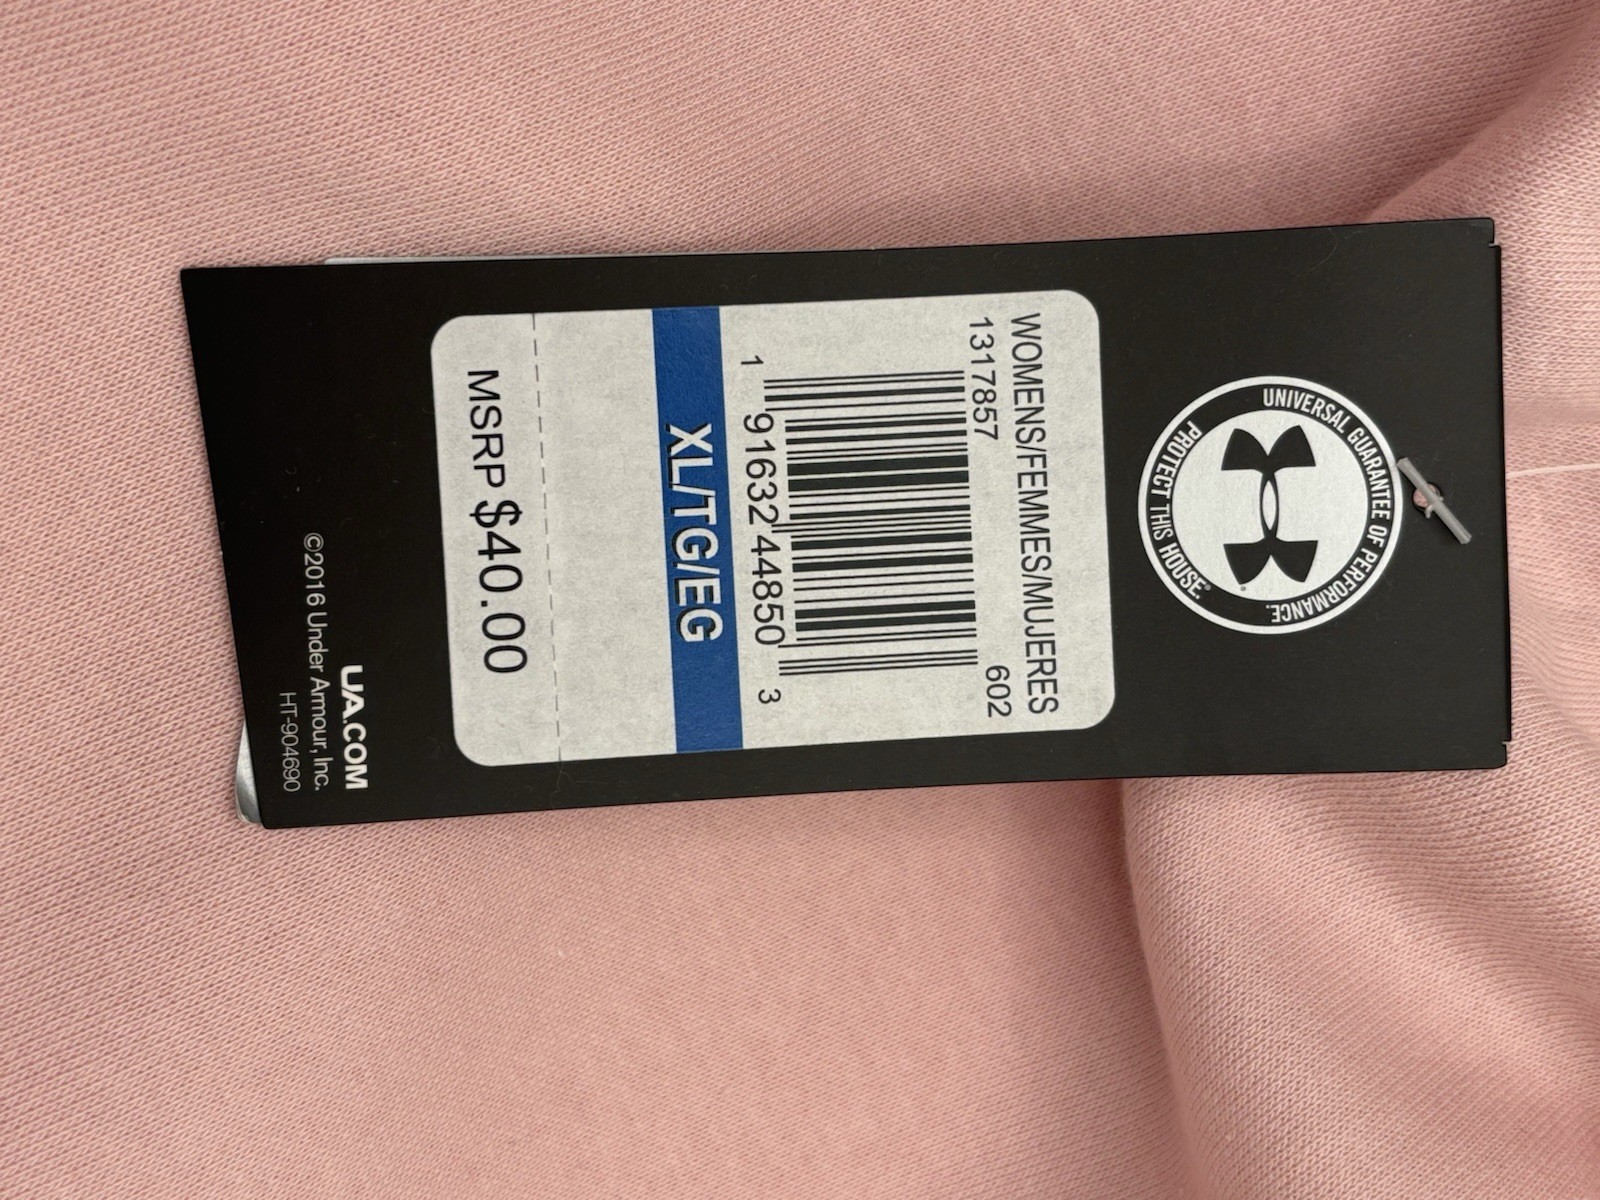 UNIVERSAL GUARANTEE OF PERFORMANCE.
PROTECT THIS HOUSE.®
WOMENS/FEMMES/MUJERES
1317857 602
1 91632 44850 3
XL/TG/EG
MSRP $40.00
UA.COM
©2016 Under Armour, Inc.
HT-904690